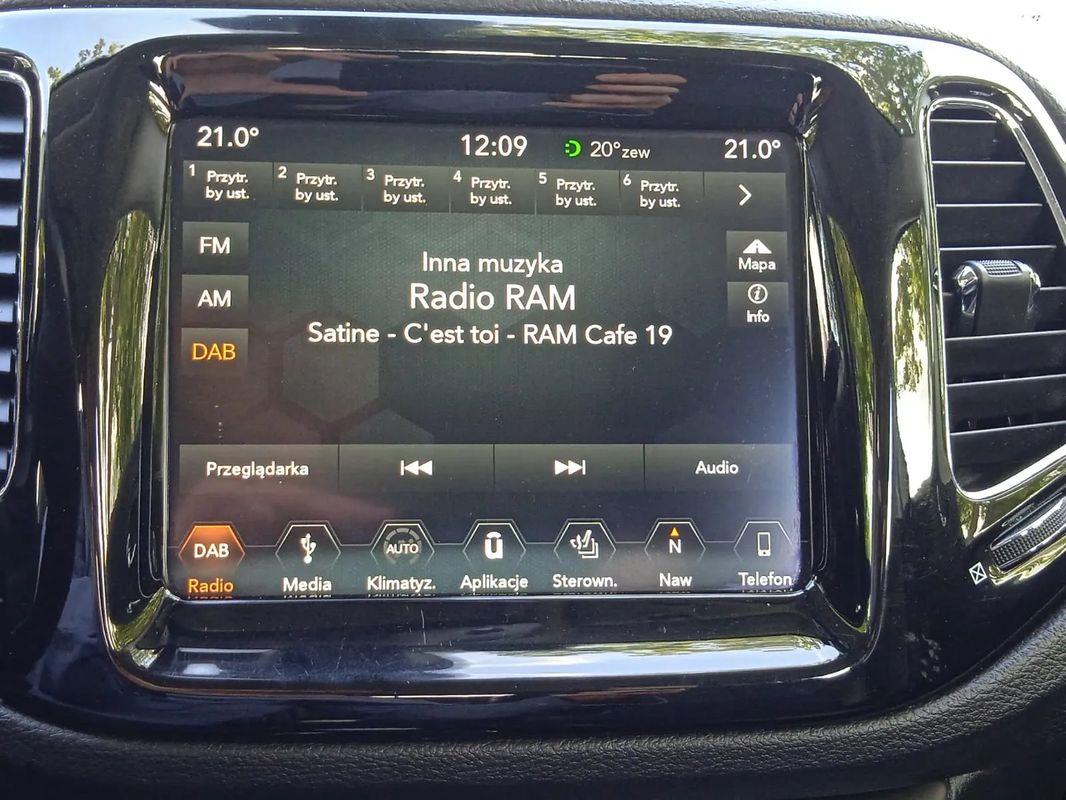 21.0° 12:09 20°zew 21.0°
1 Przytr. by ust. 2 Przytr. by ust. 3 Przytr. by ust. 4 Przytr. by ust. 5 Przytr. by ust. 6 Przytr. by ust.
FM
Inna muzyka
Mapa
AM
Radio RAM
Info
Satine - C'est toi - RAM Cafe 19
DAB
Przeglądarka Audio
DAB AUTO N
Radio Media Klimatyz. Aplikacje Sterown. Naw Telefon